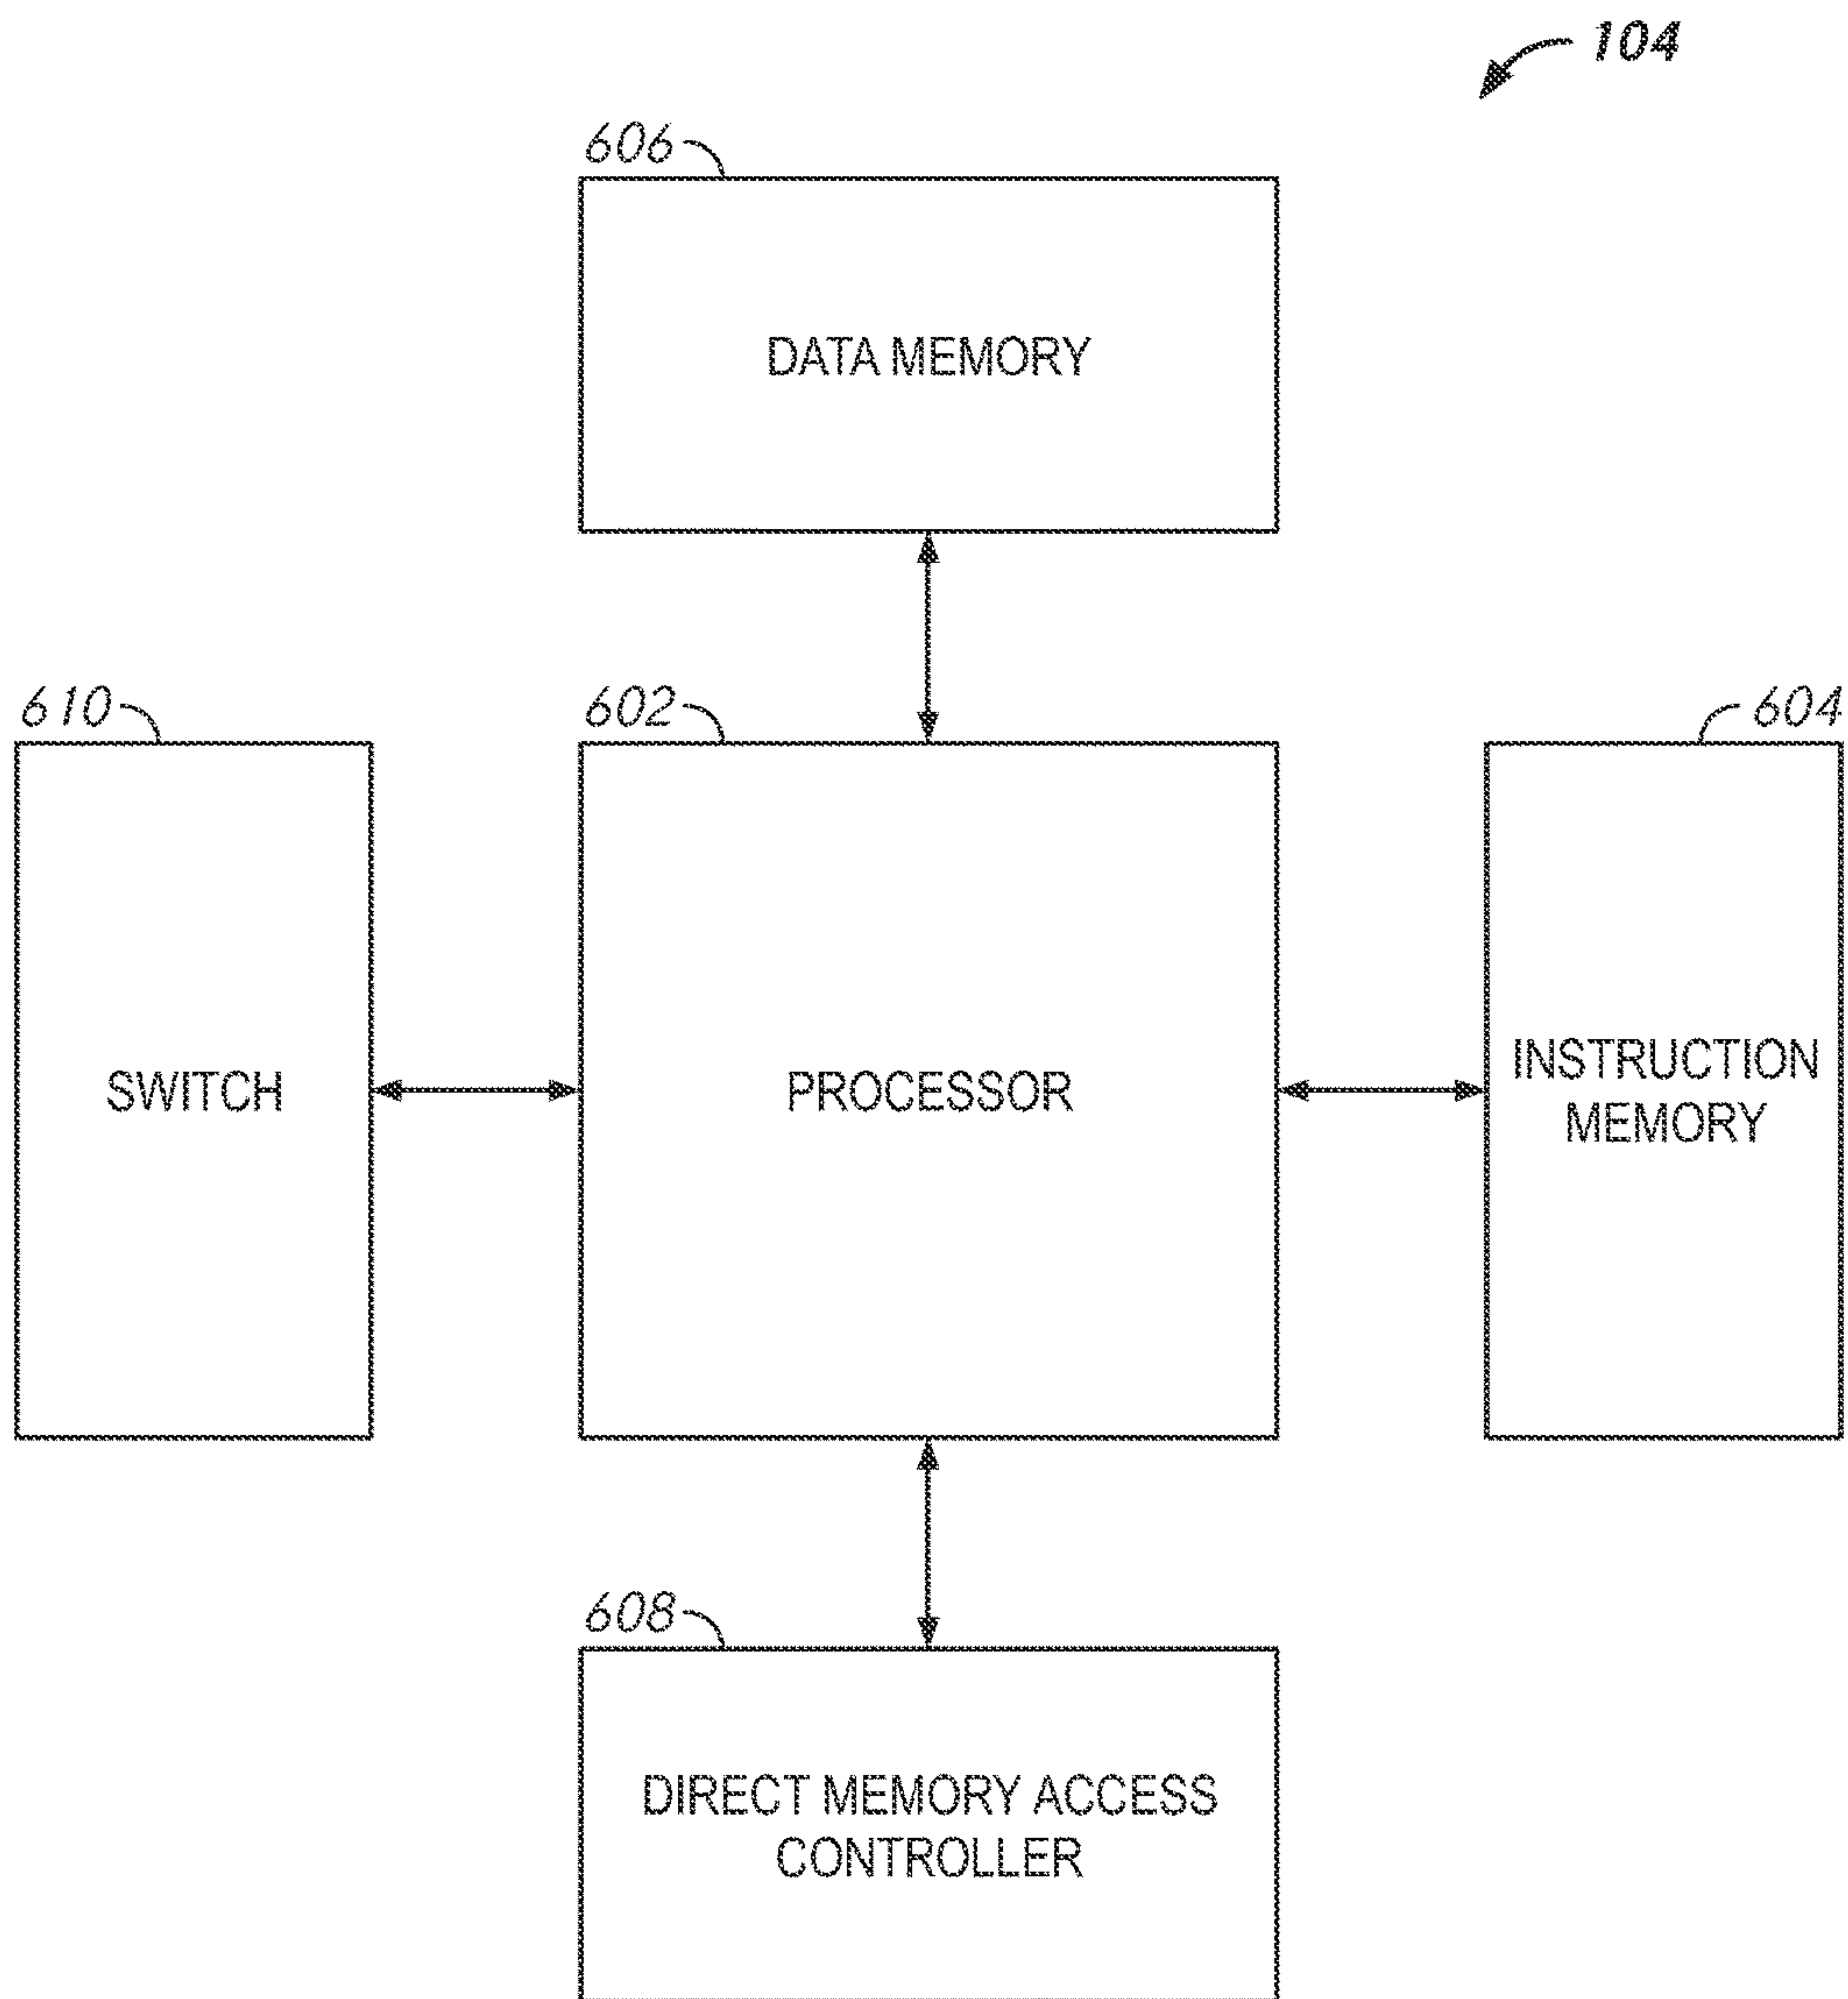 104
606
DATA MEMORY
610
602
604
SWITCH
PROCESSOR
INSTRUCTION
MEMORY
608
DIRECT MEMORY ACCESS
CONTROLLER